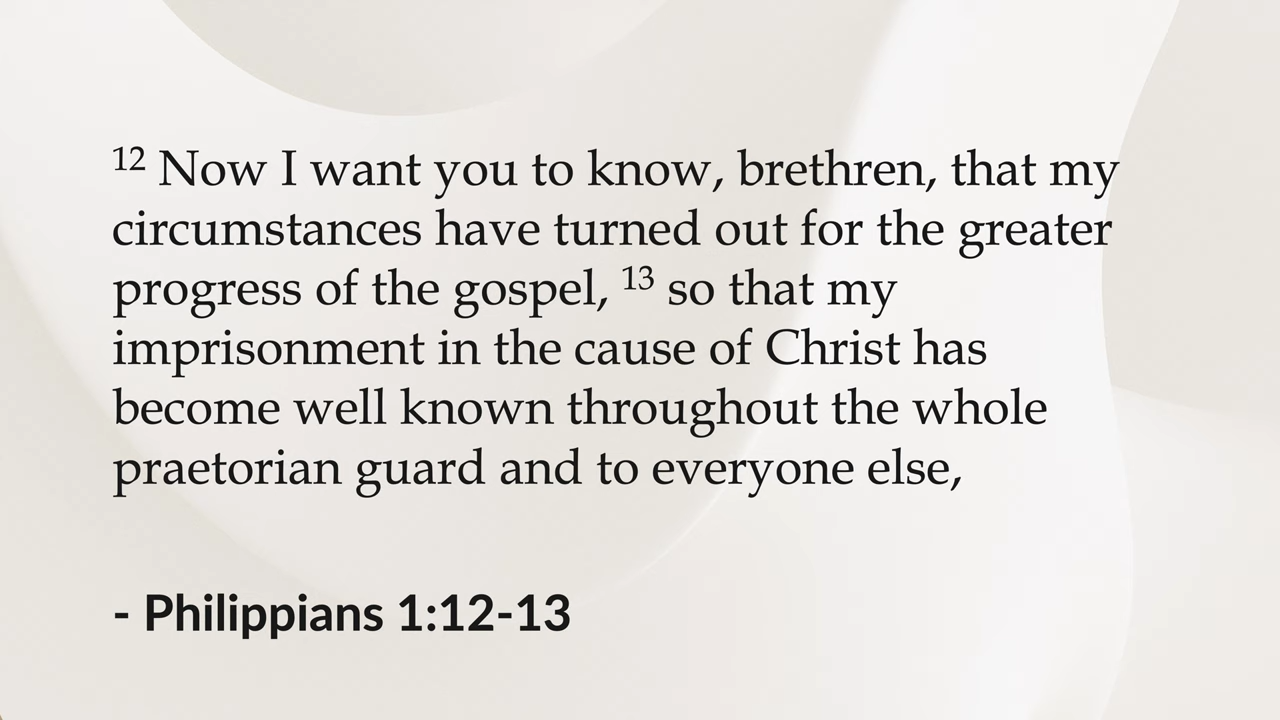 12 Now I want you to know, brethren, that my
circumstances have turned out for the greater
progress of the gospel, 13 so that my
imprisonment in the cause of Christ has
become well known throughout the whole
praetorian guard and to everyone else,
- Philippians 1:12-13